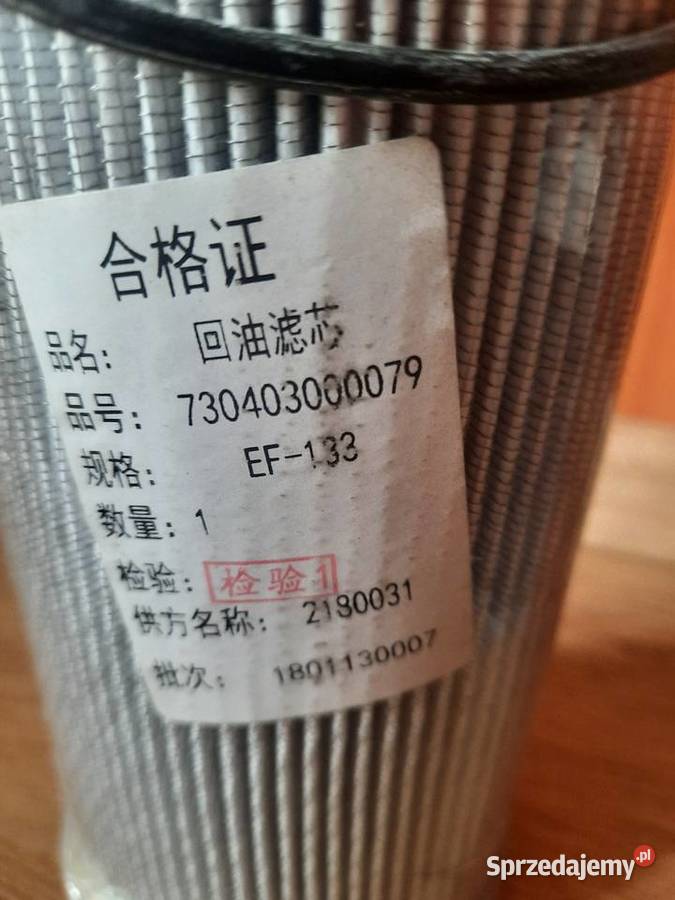 合格证
品名: 回油滤芯
品号: 730403000079
规格: EF-133
数量: 1
检验: 检验1
供方名称: 2180031
批次: 1801130007
Sprzedajemy.pl